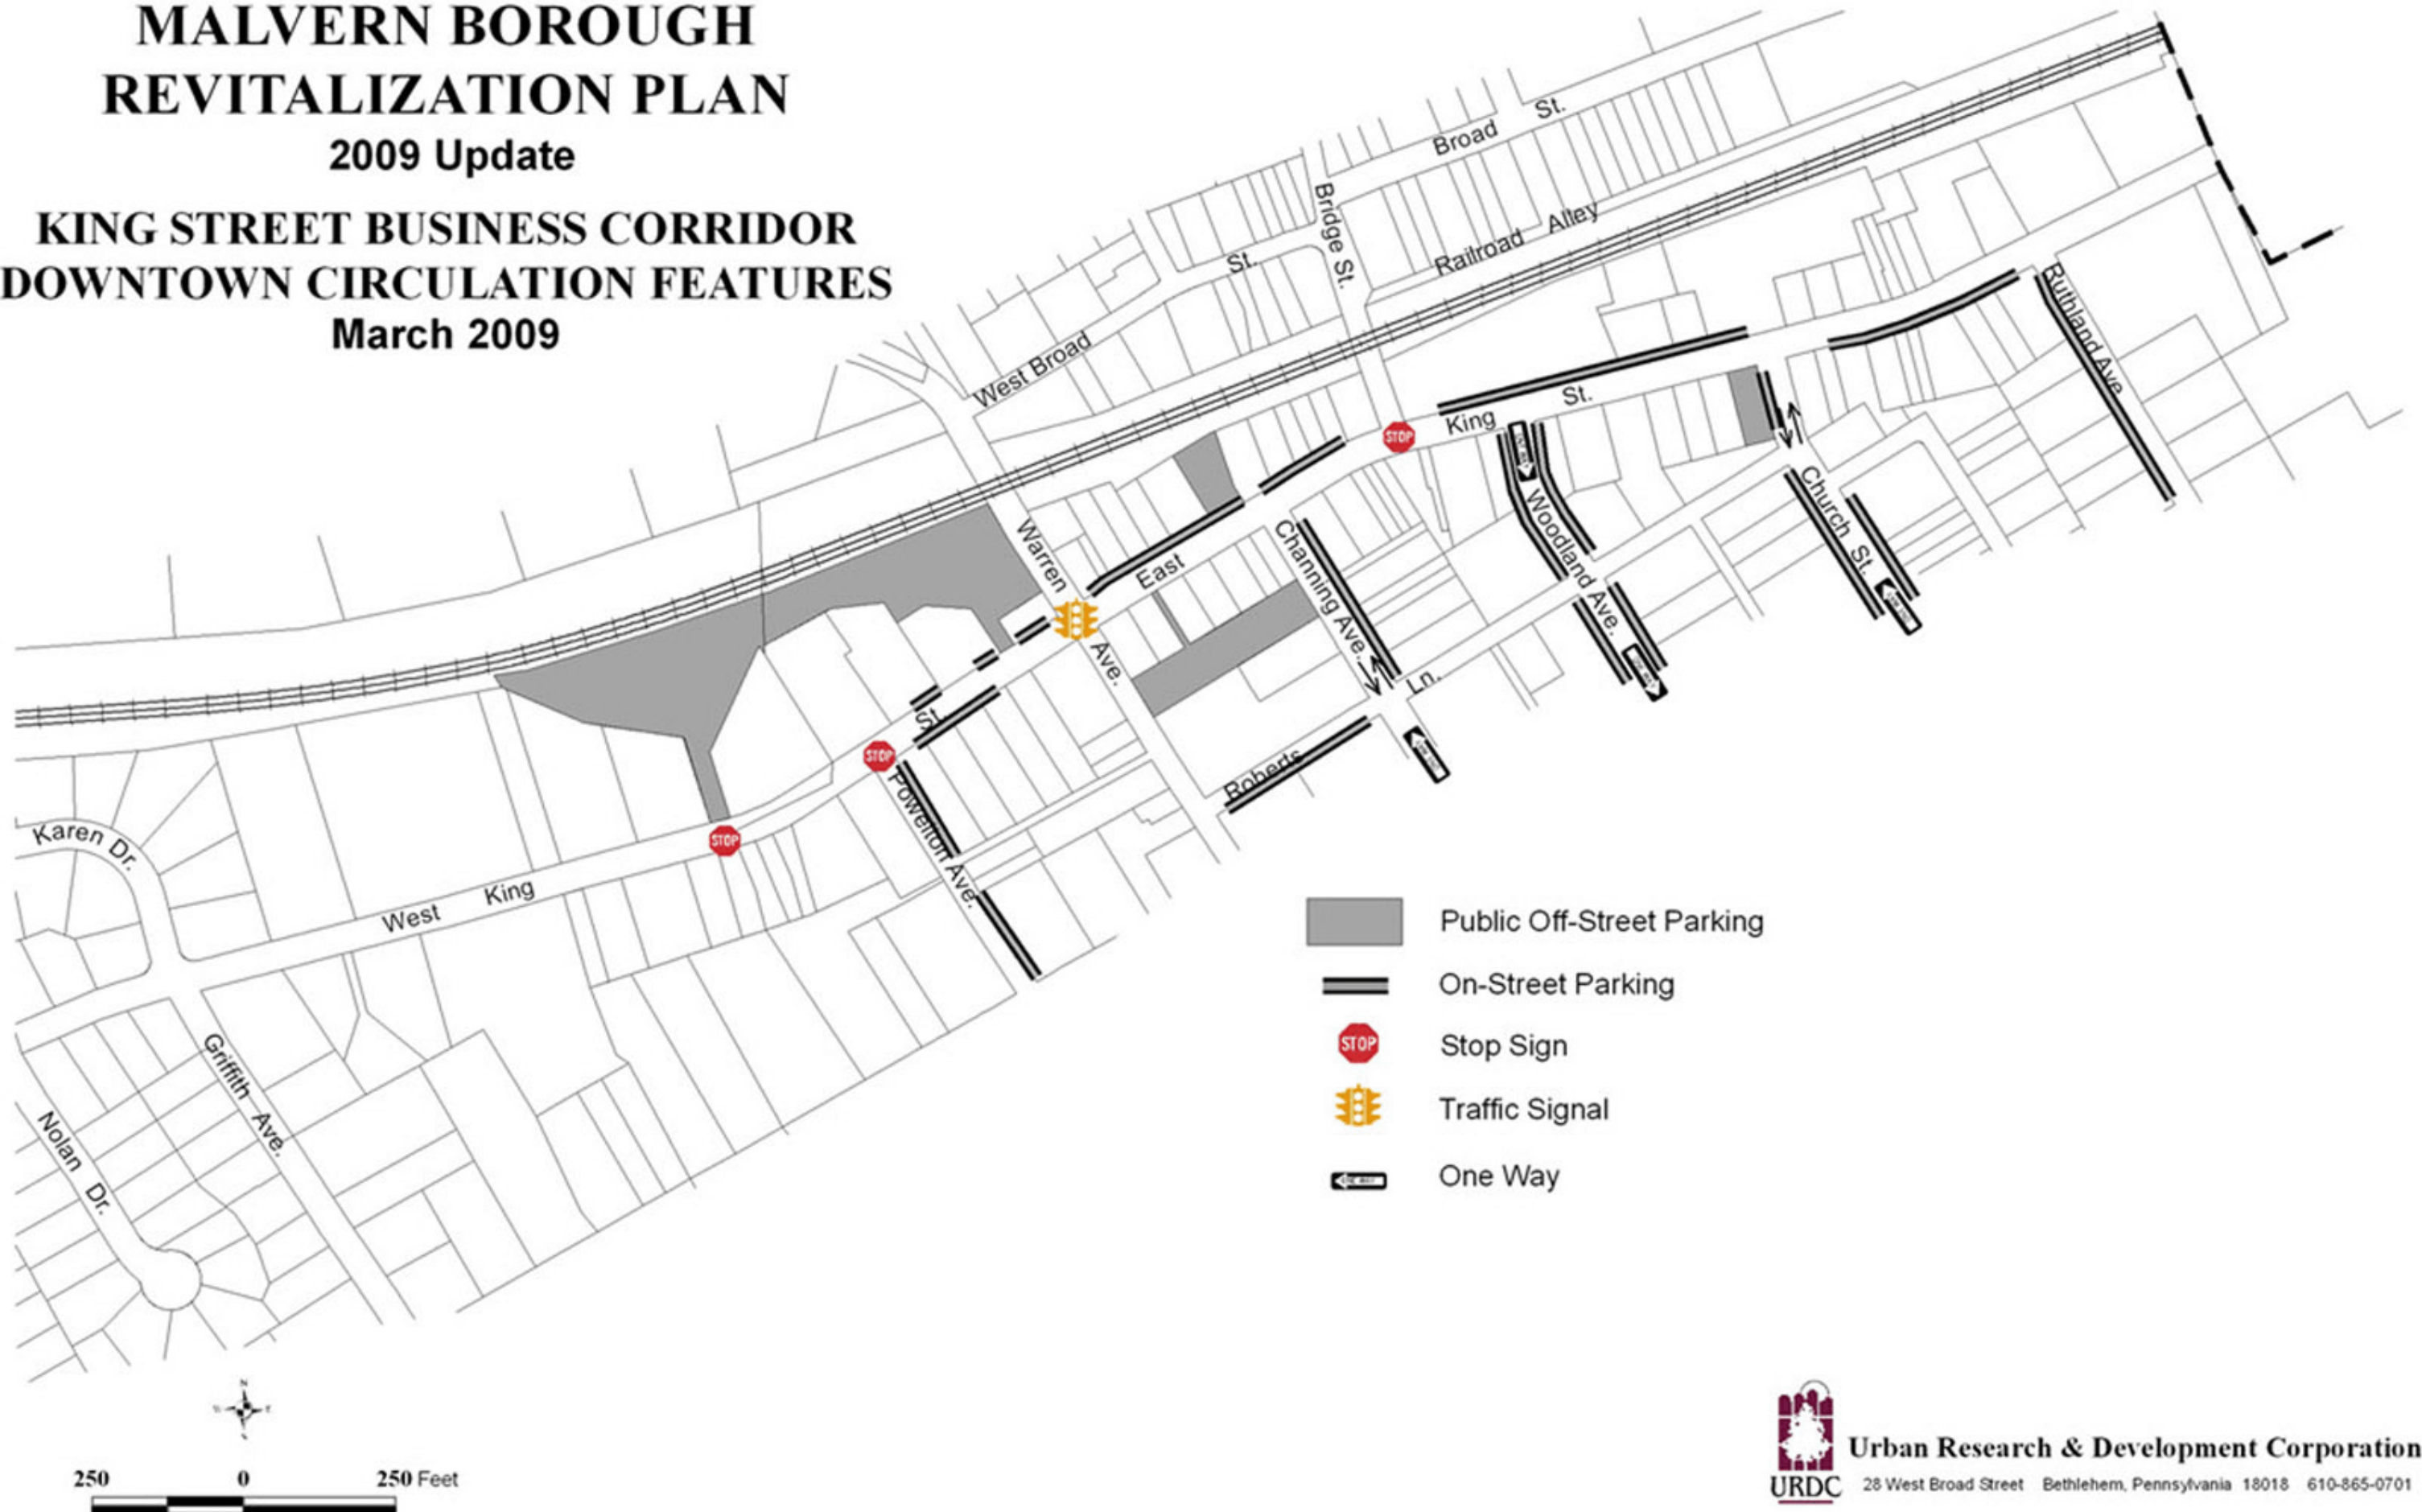 MALVERN BOROUGH
REVITALIZATION PLAN
2009 Update
KING STREET BUSINESS CORRIDOR
DOWNTOWN CIRCULATION FEATURES
March 2009
Broad St.
Bridge St.
Railroad Alley
St.
West Broad
Ruthland Ave.
King St.
STOP
Warren Ave.
East
Channing Ave.
Woodland Ave.
Church St.
Ln.
Roberts
St.
STOP
Powelton Ave.
STOP
West King
Karen Dr.
Griffith Ave.
Nolan Dr.
Public Off-Street Parking
On-Street Parking
STOP Stop Sign
Traffic Signal
One Way
N
250 0 250 Feet
URDC
Urban Research & Development Corporation
28 West Broad Street Bethlehem, Pennsylvania 18018 610-865-0701